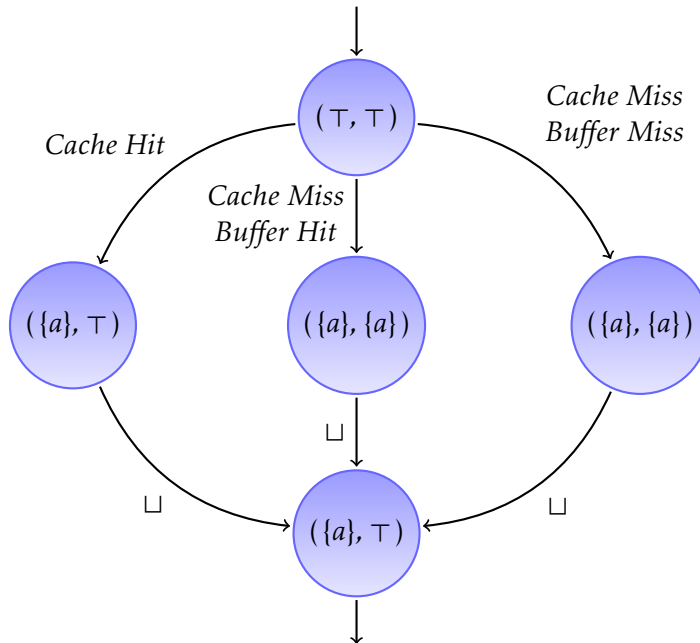 (⊤, ⊤)
Cache Miss
Buffer Miss
Cache Hit
Cache Miss
Buffer Hit
({a}, ⊤)
({a}, {a})
({a}, {a})
⊔
⊔
⊔
({a}, ⊤)